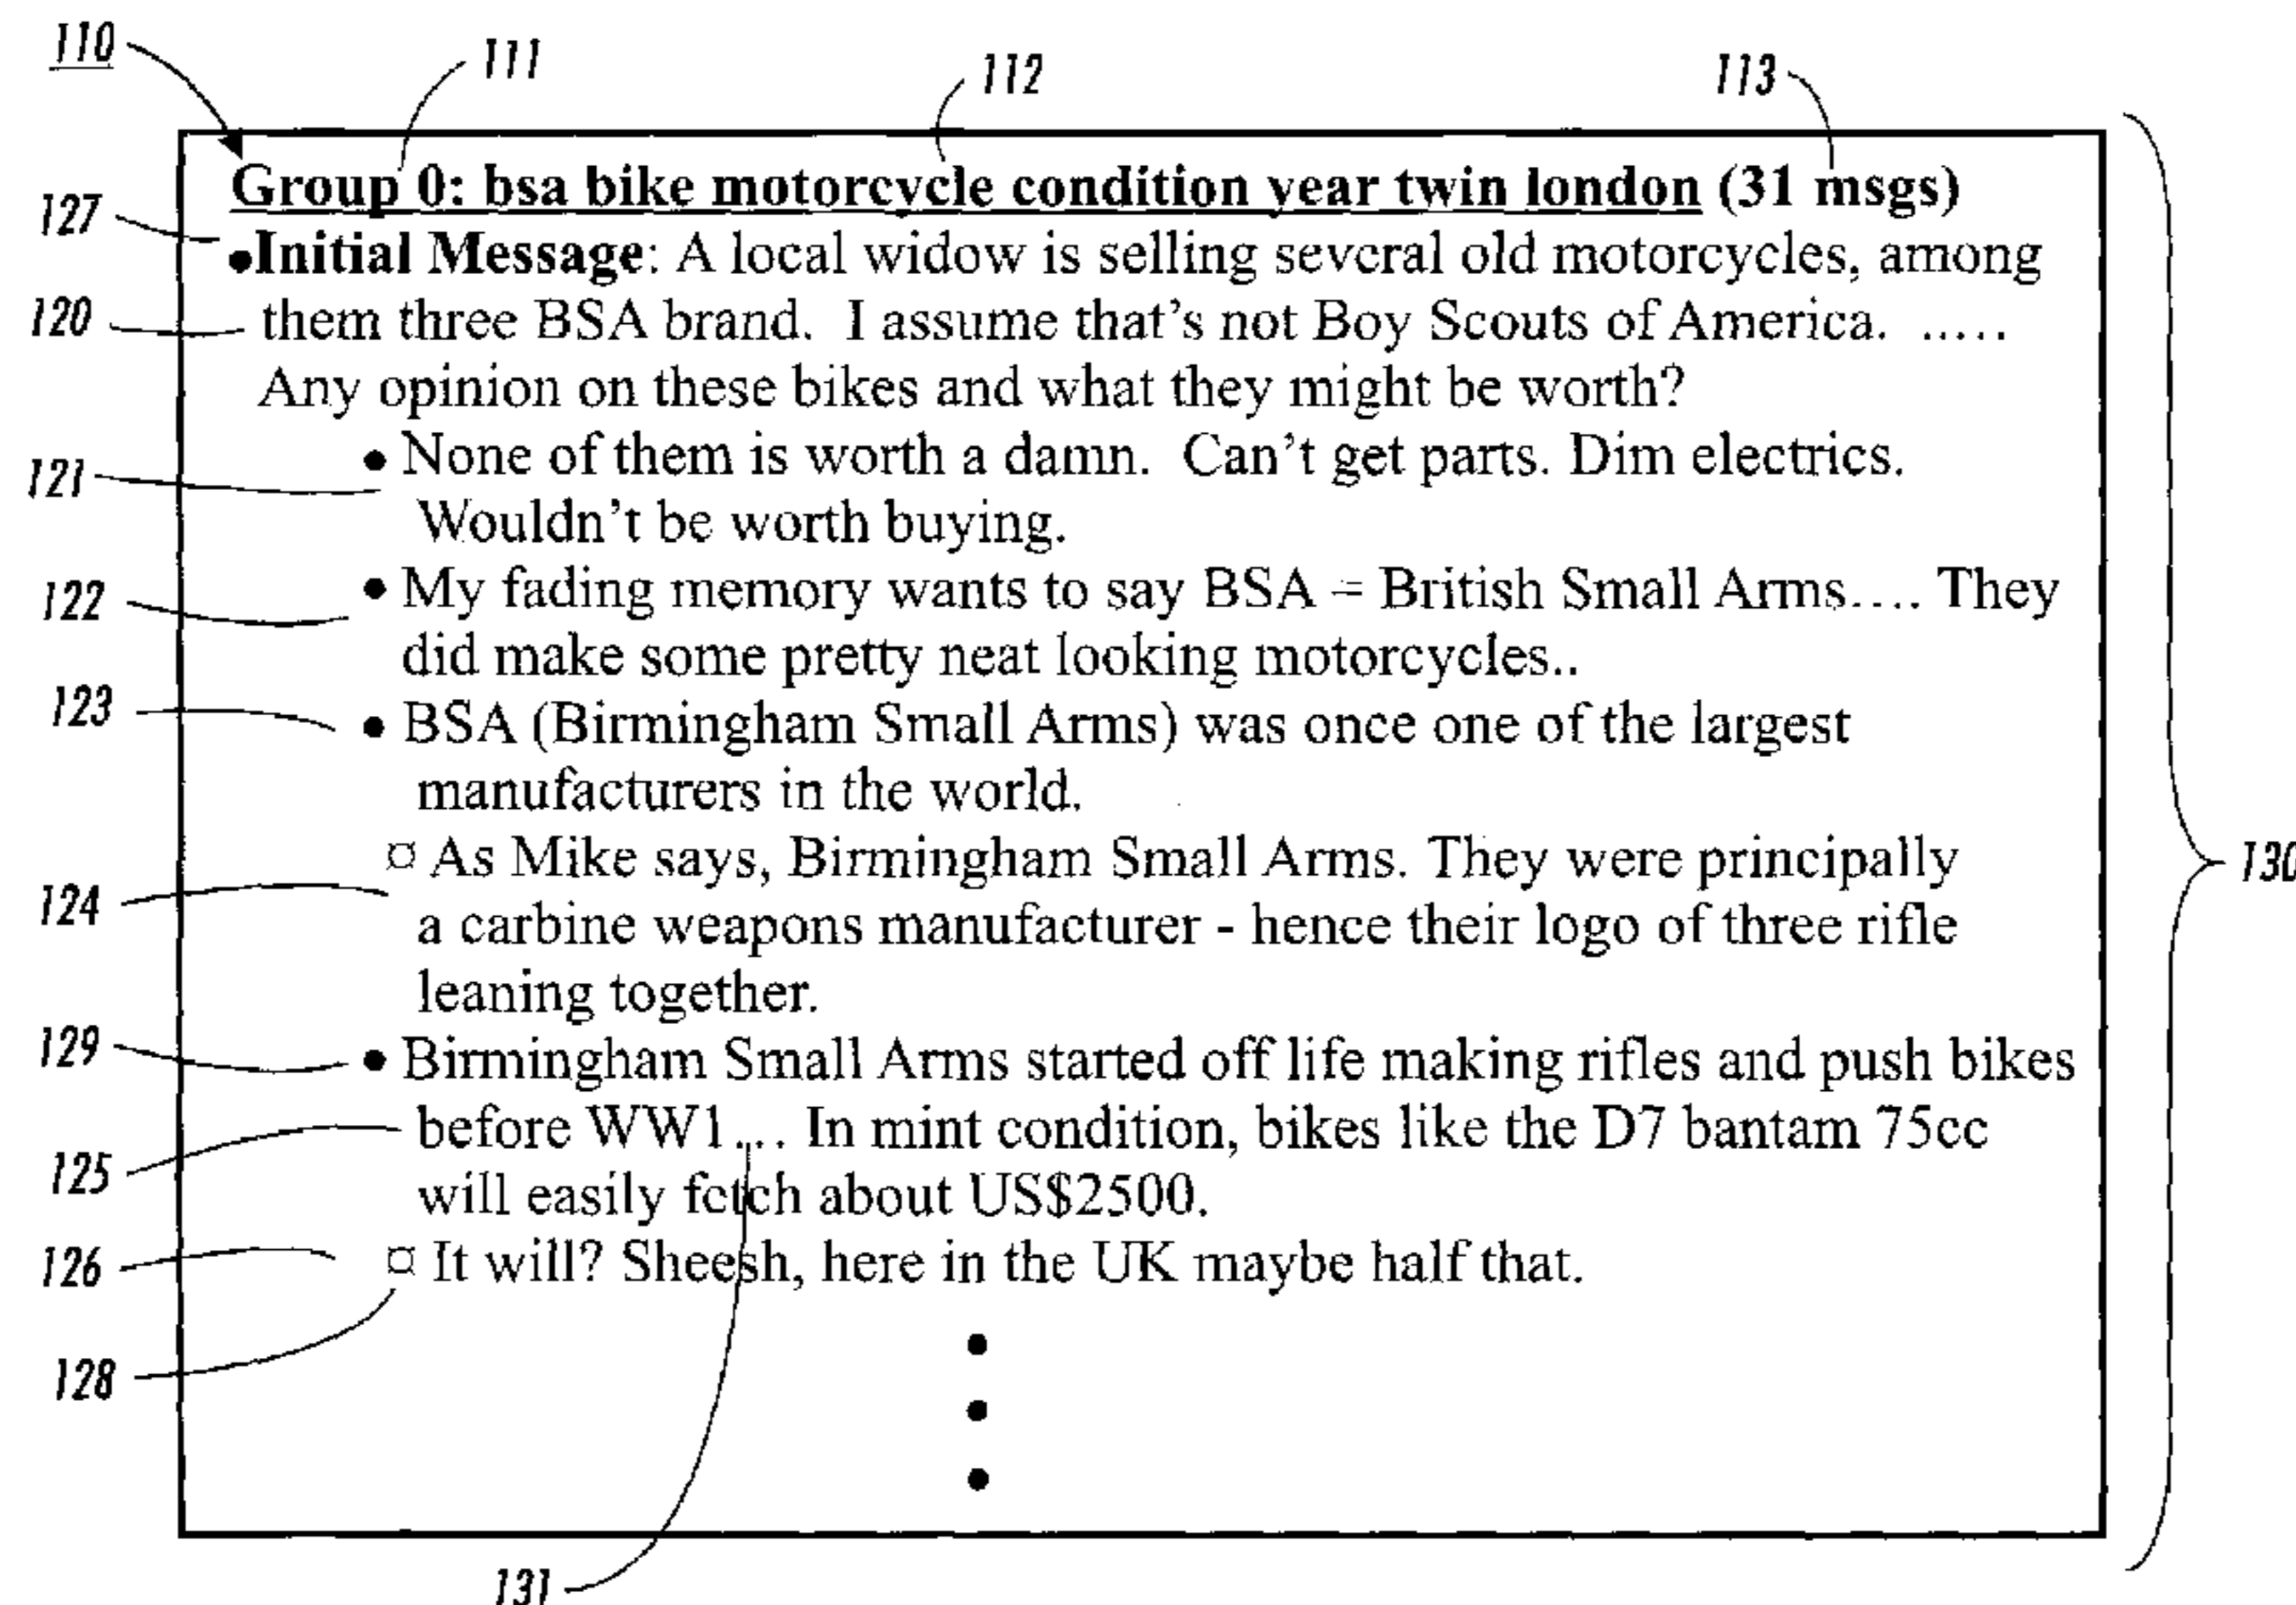 110
111
112
113
Group 0: bsa bike motorcycle condition year twin london (31 msgs)
127
•Initial Message: A local widow is selling several old motorcycles, among
120
them three BSA brand.  I assume that's not Boy Scouts of America.  .....
Any opinion on these bikes and what they might be worth?
121
• None of them is worth a damn.  Can't get parts. Dim electrics.
Wouldn't be worth buying.
122
• My fading memory wants to say BSA = British Small Arms.... They
did make some pretty neat looking motorcycles..
123
• BSA (Birmingham Small Arms) was once one of the largest
manufacturers in the world.
130
¤ As Mike says, Birmingham Small Arms. They were principally
124
a carbine weapons manufacturer - hence their logo of three rifle
leaning together.
129
• Birmingham Small Arms started off life making rifles and push bikes
125
before WW1.... In mint condition, bikes like the D7 bantam 75cc
will easily fetch about US$2500.
126
¤ It will? Sheesh, here in the UK maybe half that.
128
•
•
•
131